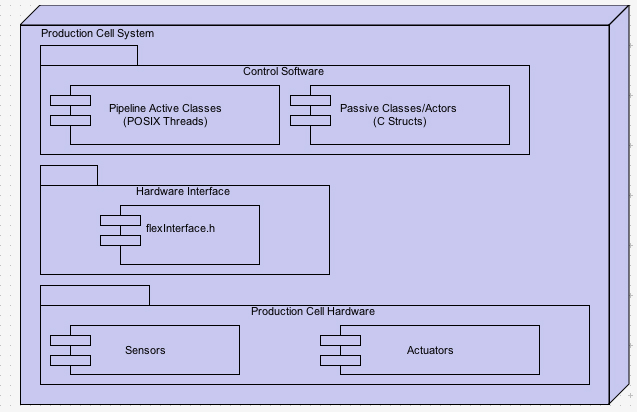 Production Cell System
Control Software
Pipeline Active Classes
(POSIX Threads)
Passive Classes/Actors
(C Structs)
Hardware Interface
flexInterface.h
Production Cell Hardware
Sensors
Actuators